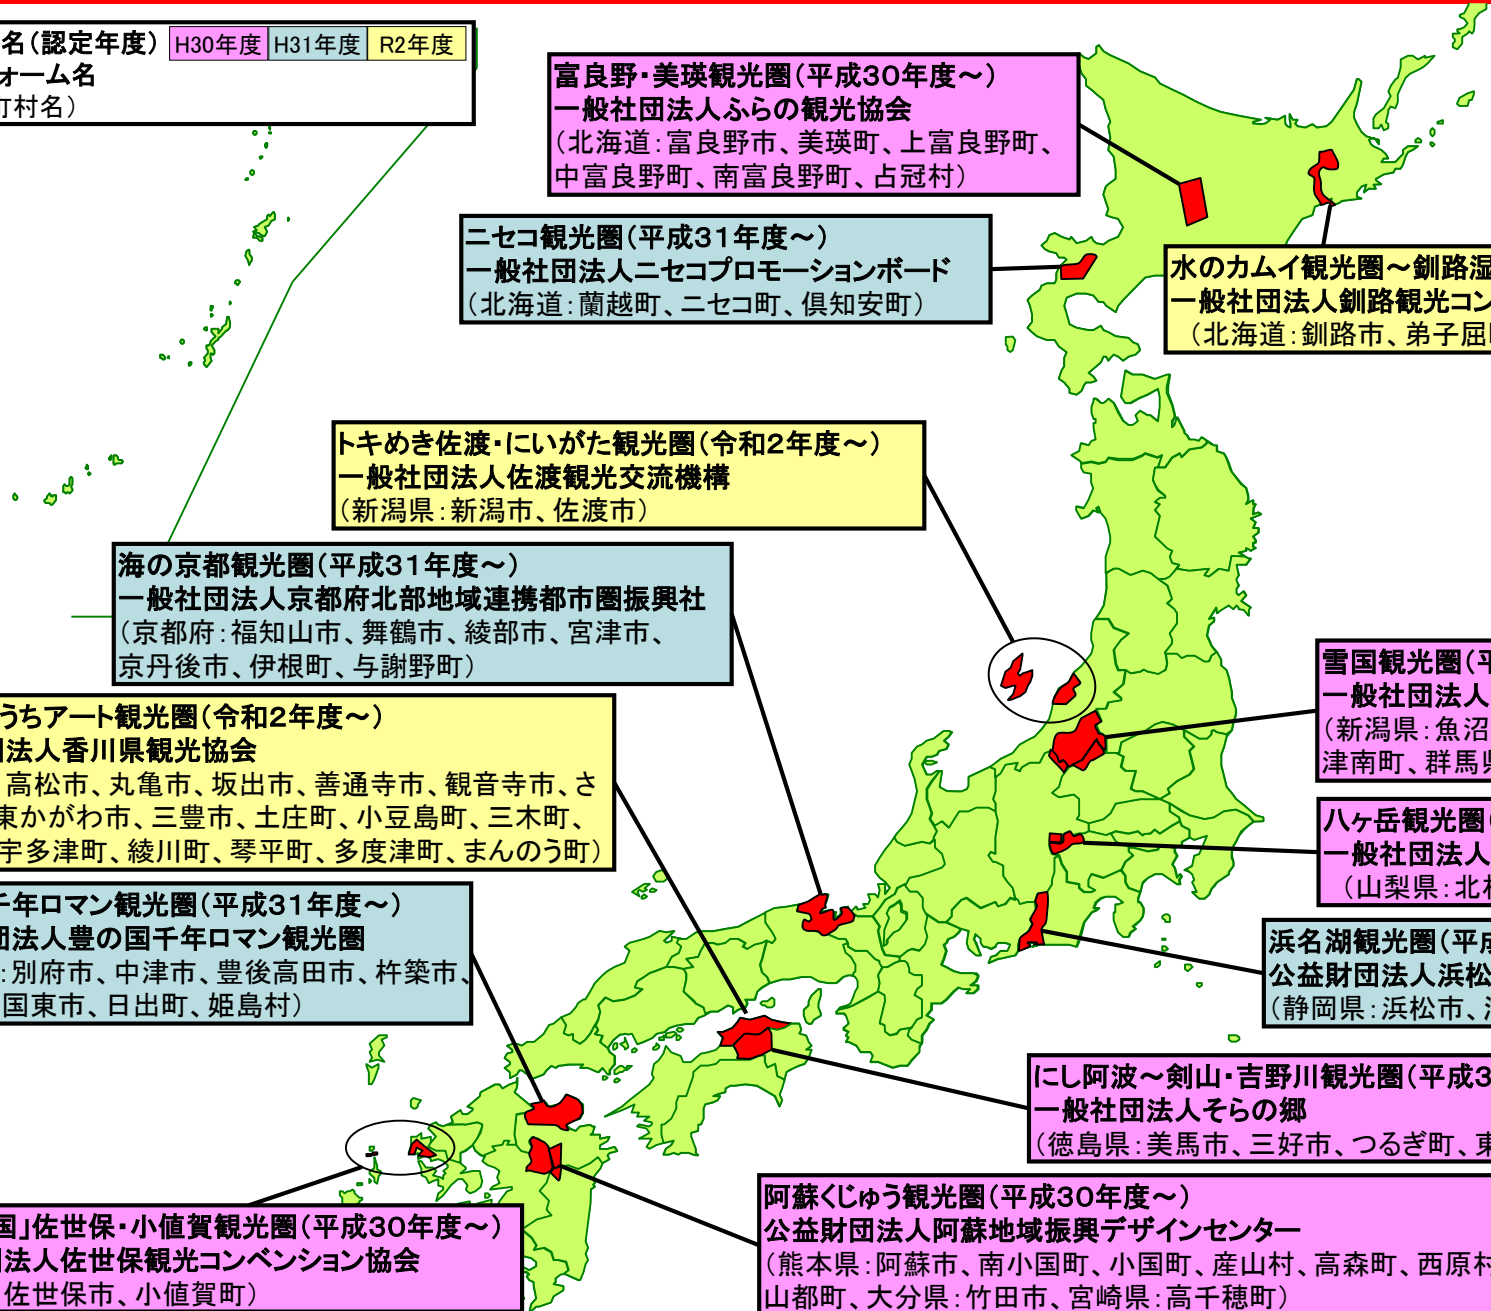 名（認定年度） H30年度 H31年度 R2年度
ォーム名
町村名）
富良野・美瑛観光圏（平成30年度～）
一般社団法人ふらの観光協会
（北海道：富良野市、美瑛町、上富良野町、
中富良野町、南富良野町、占冠村）
ニセコ観光圏（平成31年度～）
一般社団法人ニセコプロモーションボード
（北海道：蘭越町、ニセコ町、倶知安町）
水のカムイ観光圏～釧路湿
一般社団法人釧路観光コン
（北海道：釧路市、弟子屈
トキめき佐渡・にいがた観光圏（令和2年度～）
一般社団法人佐渡観光交流機構
（新潟県：新潟市、佐渡市）
海の京都観光圏（平成31年度～）
一般社団法人京都府北部地域連携都市圏振興社
（京都府：福知山市、舞鶴市、綾部市、宮津市、
京丹後市、伊根町、与謝野町）
雪国観光圏（平
一般社団法人
（新潟県：魚沼
津南町、群馬県
うちアート観光圏（令和2年度～）
法人香川県観光協会
高松市、丸亀市、坂出市、善通寺市、観音寺市、さ
東かがわ市、三豊市、土庄町、小豆島町、三木町、
宇多津町、綾川町、琴平町、多度津町、まんのう町）
八ヶ岳観光圏（
一般社団法人
（山梨県：北杜
千年ロマン観光圏（平成31年度～）
団法人豊の国千年ロマン観光圏
：別府市、中津市、豊後高田市、杵築市、
国東市、日出町、姫島村）
浜名湖観光圏（平成
公益財団法人浜松
（静岡県：浜松市、
にし阿波～剣山・吉野川観光圏（平成3
一般社団法人そらの郷
（徳島県：美馬市、三好市、つるぎ町、東
国」佐世保・小値賀観光圏（平成30年度～）
法人佐世保観光コンベンション協会
佐世保市、小値賀町）
阿蘇くじゅう観光圏（平成30年度～）
公益財団法人阿蘇地域振興デザインセンター
（熊本県：阿蘇市、南小国町、小国町、産山村、高森町、西原村
山都町、大分県：竹田市、宮崎県：高千穂町）